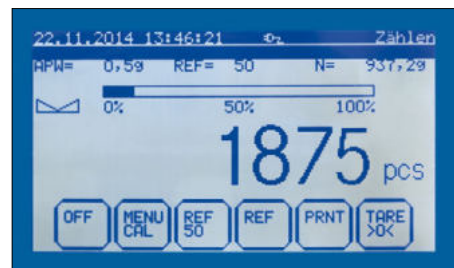 22.11.2014 13:46:21 Zählen
APW= 0,5g REF= 50 N= 937,2g
0% 50% 100%
1875 pcs
OFF MENU CAL REF 50 REF PRNT TARE >0<